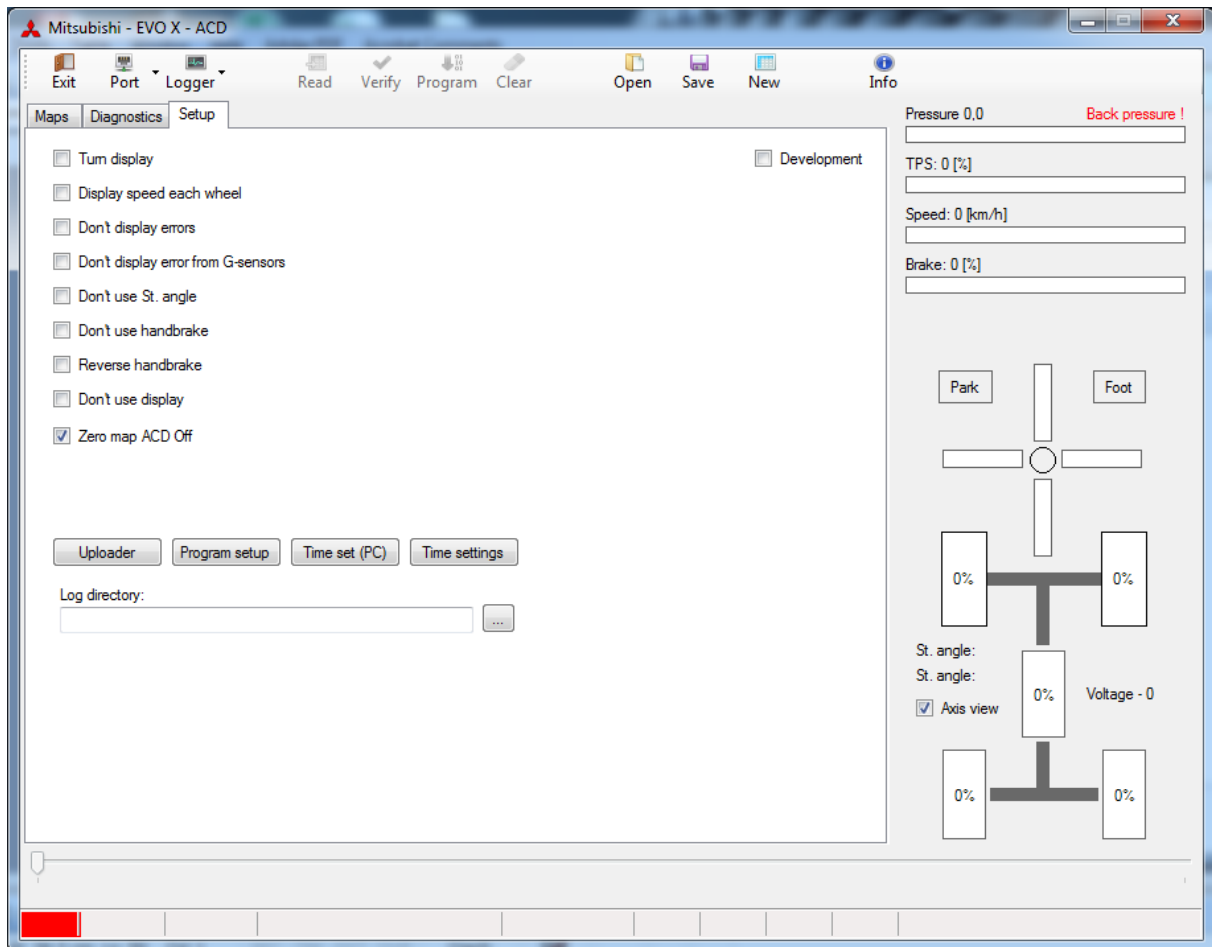 Mitsubishi - EVO X - ACD
Exit Port Logger Read Verify Program Clear Open Save New Info
Maps Diagnostics Setup
Turn display
Development
Display speed each wheel
Don't display errors
Don't display error from G-sensors
Don't use St. angle
Don't use handbrake
Reverse handbrake
Don't use display
Zero map ACD Off
Uploader Program setup Time set (PC) Time settings
Log directory:
...
Pressure 0,0 Back pressure !
TPS: 0 [%]
Speed: 0 [km/h]
Brake: 0 [%]
Park Foot
0% 0%
St. angle:
St. angle:
Axis view
0%
Voltage - 0
0% 0%